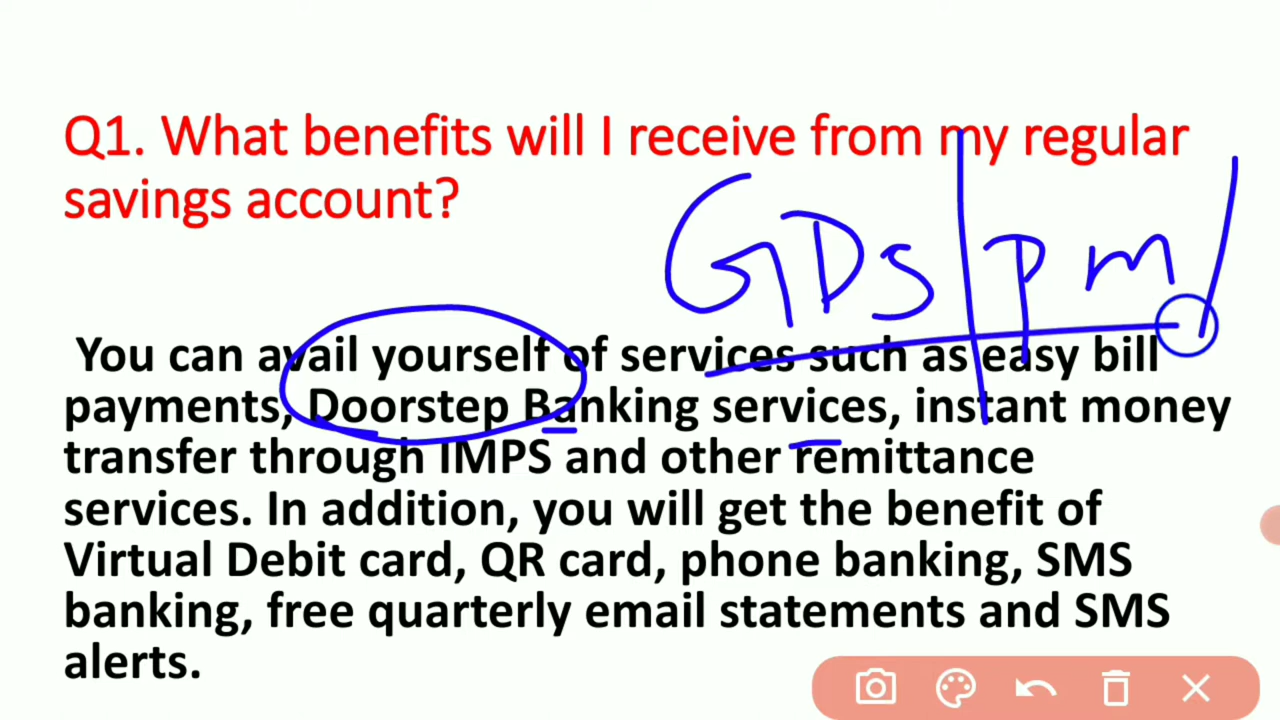 Q1. What benefits will I receive from my regular
savings account?
GDS | pm /
You can avail yourself of services such as easy bill
payments, Doorstep Banking services, instant money
transfer through IMPS and other remittance
services. In addition, you will get the benefit of
Virtual Debit card, QR card, phone banking, SMS
banking, free quarterly email statements and SMS
alerts.